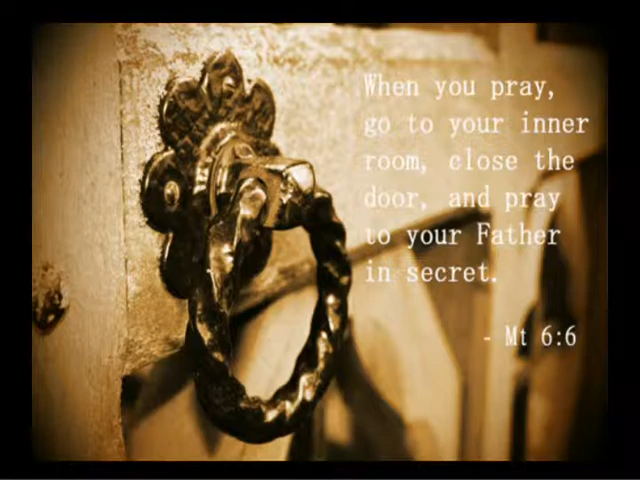 When you pray,
go to your inner
room, close the
door, and pray
to your Father
in secret.
- Mt 6:6